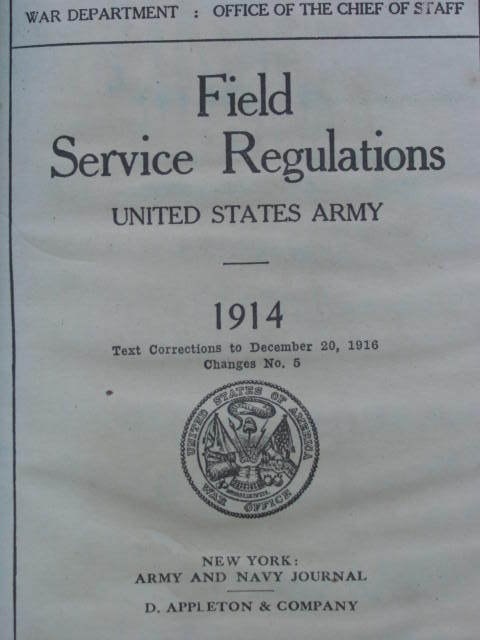 WAR DEPARTMENT : OFFICE OF THE CHIEF OF STAFF
Field
Service Regulations
UNITED STATES ARMY
1914
Text Corrections to December 20, 1916
Changes No. 5
UNITED STATES OF AMERICA
WAR OFFICE
NEW YORK:
ARMY AND NAVY JOURNAL
D. APPLETON & COMPANY